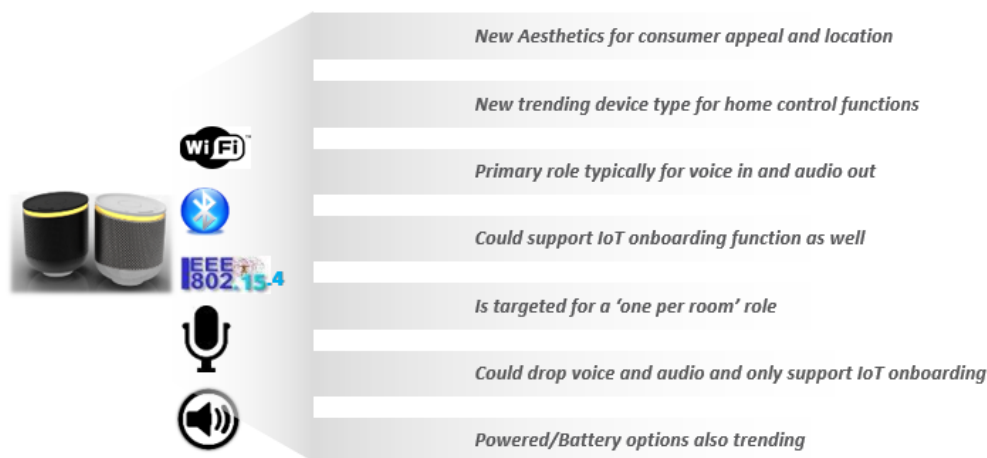 New Aesthetics for consumer appeal and location
New trending device type for home control functions
WiFi™
Primary role typically for voice in and audio out
Could support IoT onboarding function as well
IEEE
802.15.4
Is targeted for a ‘one per room’ role
Could drop voice and audio and only support IoT onboarding
Powered/Battery options also trending